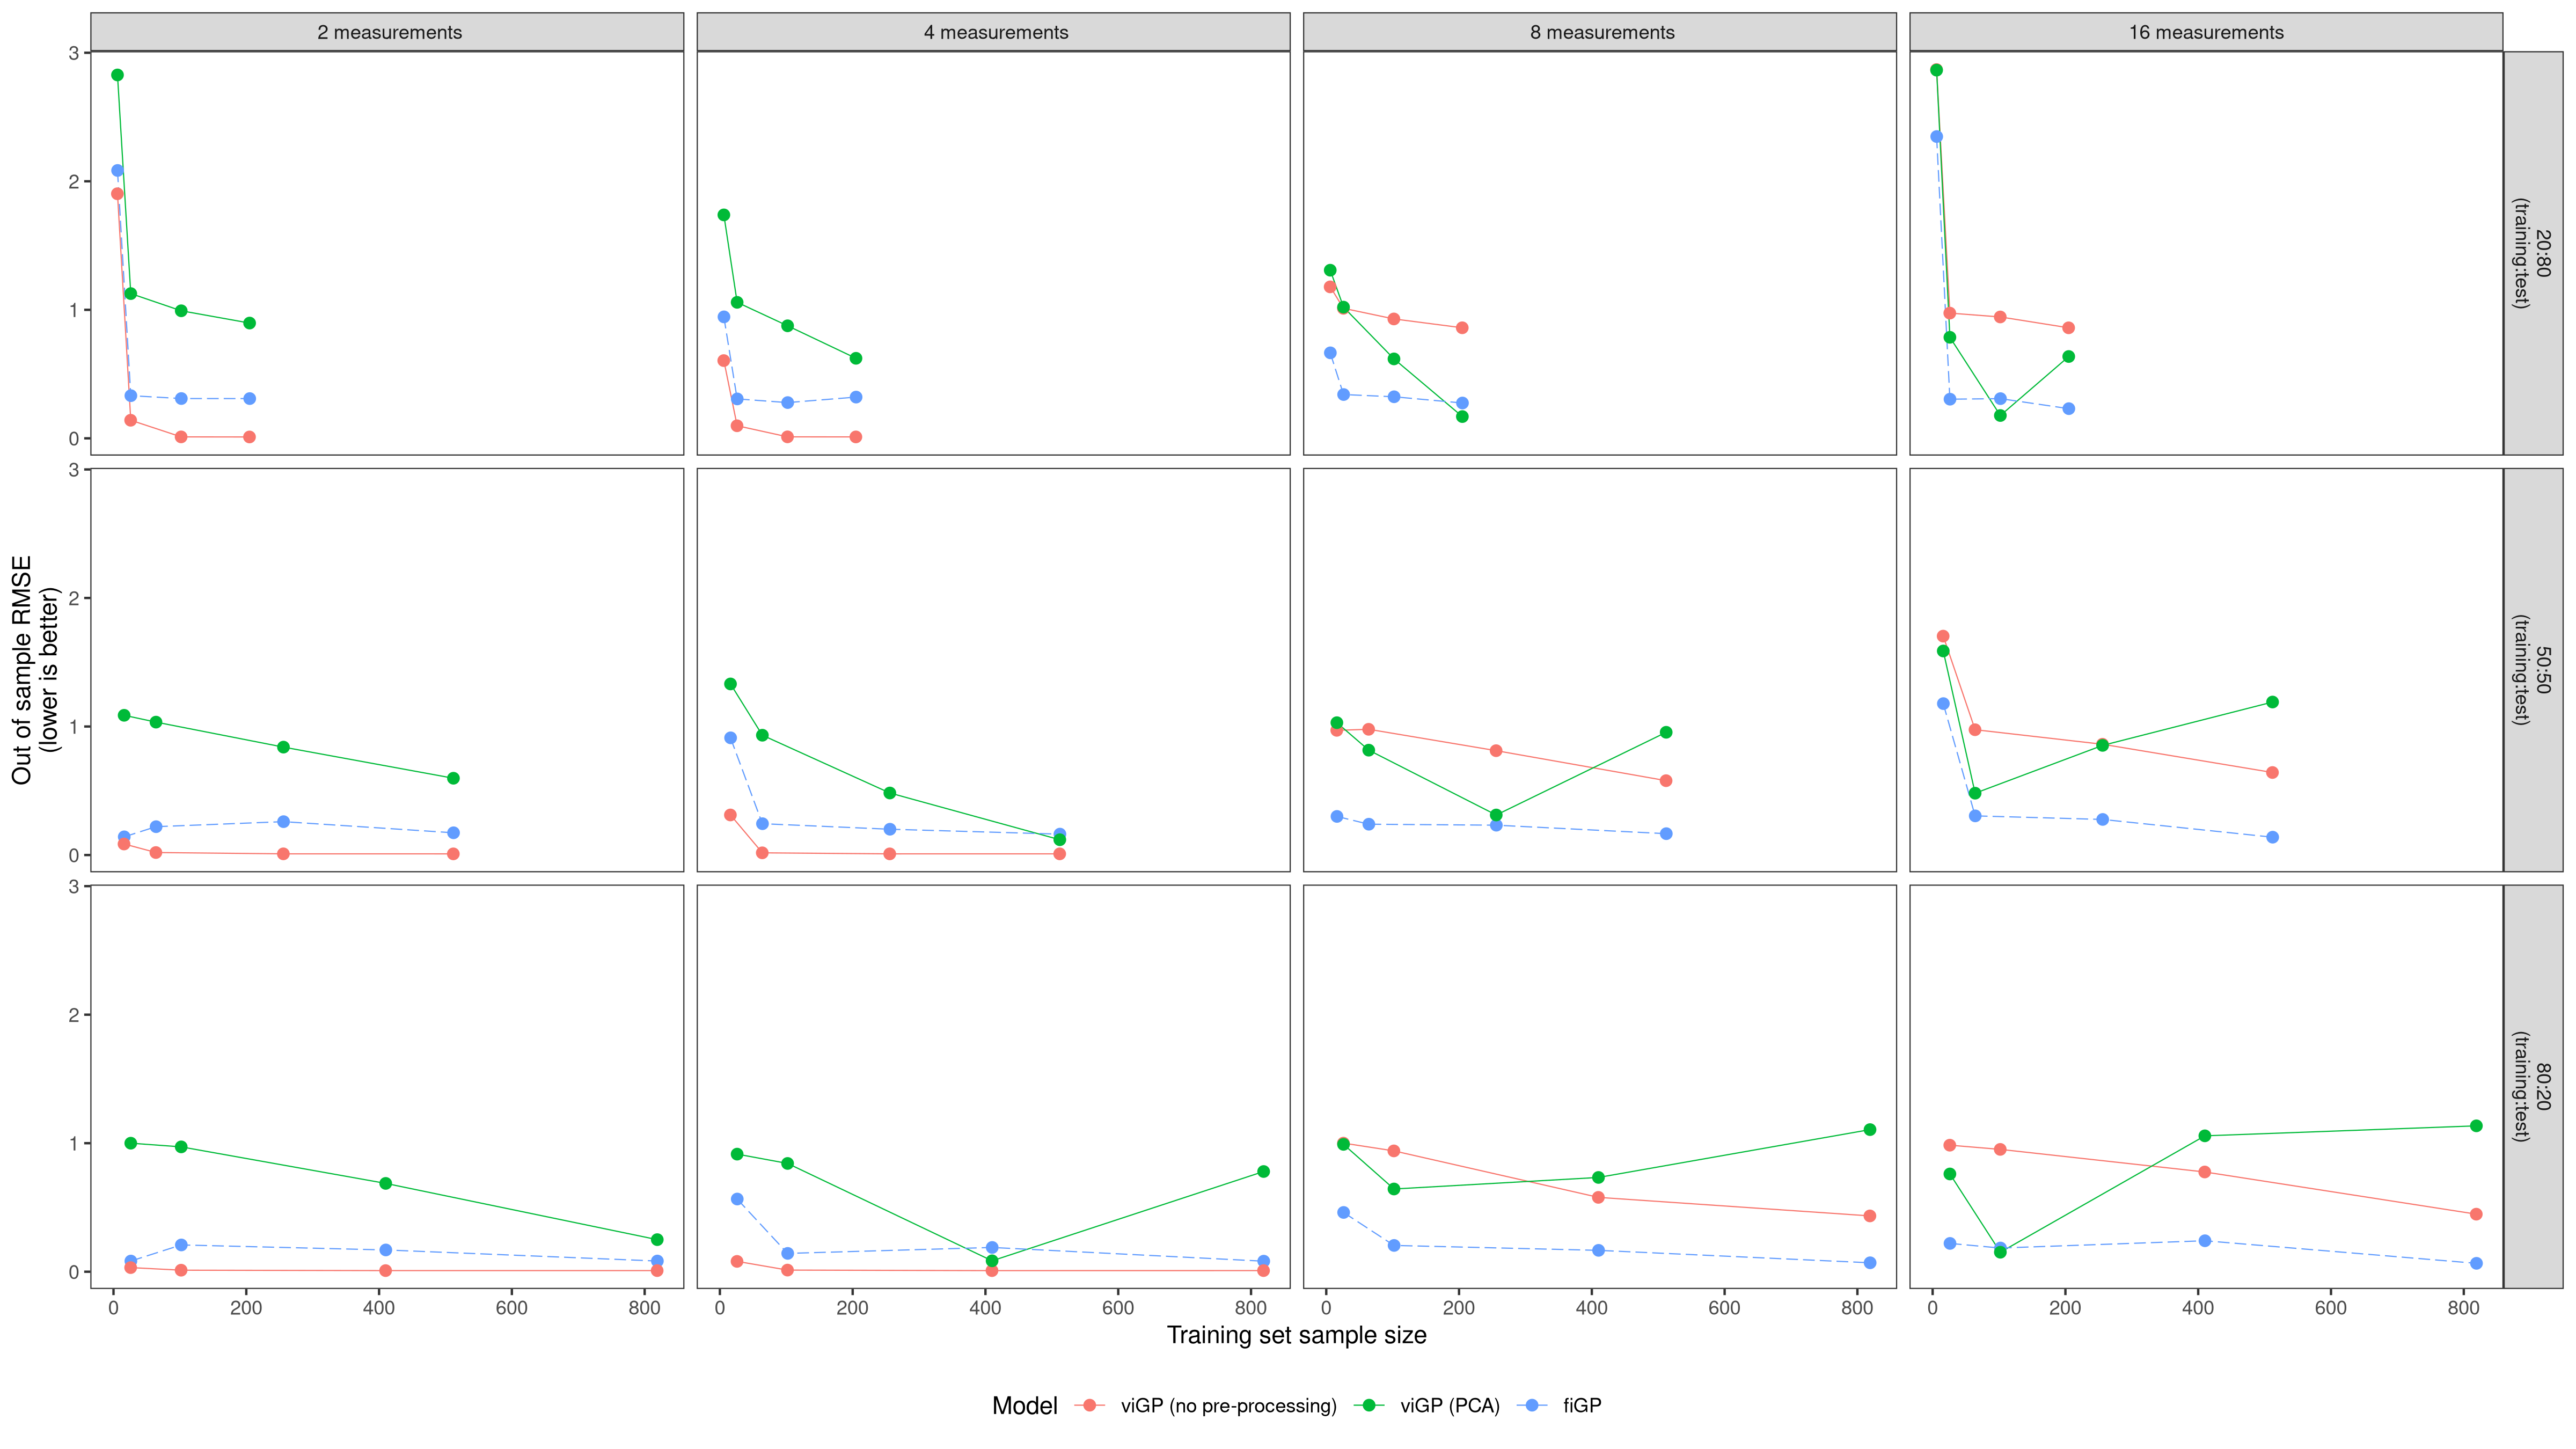 2 measurements
4 measurements
8 measurements
16 measurements
3
2
1
0
20:80
(training:test)
3
2
1
0
50:50
(training:test)
3
2
1
0
80:20
(training:test)
Out of sample RMSE
(lower is better)
0 200 400 600 800
0 200 400 600 800
0 200 400 600 800
0 200 400 600 800
Training set sample size
Model viGP (no pre-processing) viGP (PCA) fiGP